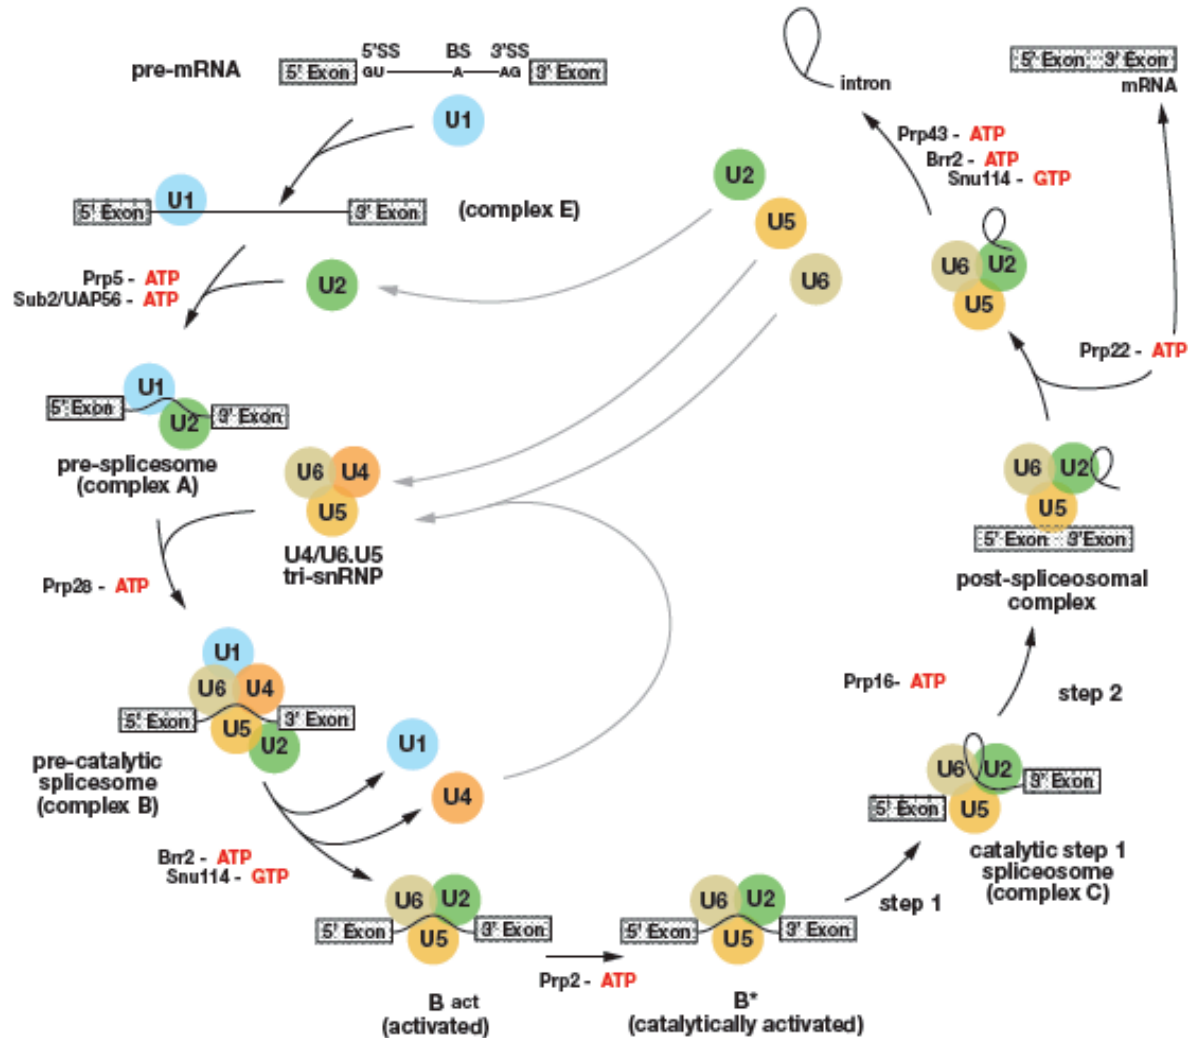 5'SS BS 3'SS
pre-mRNA 5' Exon GU A AG 3' Exon
U1
U1
5' Exon 3' Exon (complex E)
Prp5 - ATP
Sub2/UAP56 - ATP
U2
U1
5' Exon U2 3' Exon
pre-splicesome
(complex A)
U6 U4
U5
U4/U6.U5
tri-snRNP
Prp28 - ATP
U1
U6 U4
5' Exon U5 U2 3' Exon
pre-catalytic
splicesome
(complex B)
U1
U4
Brr2 - ATP
Snu114 - GTP
U6 U2
5' Exon U5 3' Exon
B act
(activated)
Prp2 - ATP
U6 U2
5' Exon U5 3' Exon
B*
(catalytically activated)
step 1
U6 U2
5' Exon U5 3' Exon
catalytic step 1
spliceosome
(complex C)
Prp16- ATP
step 2
U6 U2
U5
5' Exon 3'Exon
post-spliceosomal
complex
Prp22 - ATP
5' Exon 3' Exon
mRNA
U6 U2
U5
Prp43 - ATP
Brr2 - ATP
Snu114 - GTP
intron
U2
U5
U6